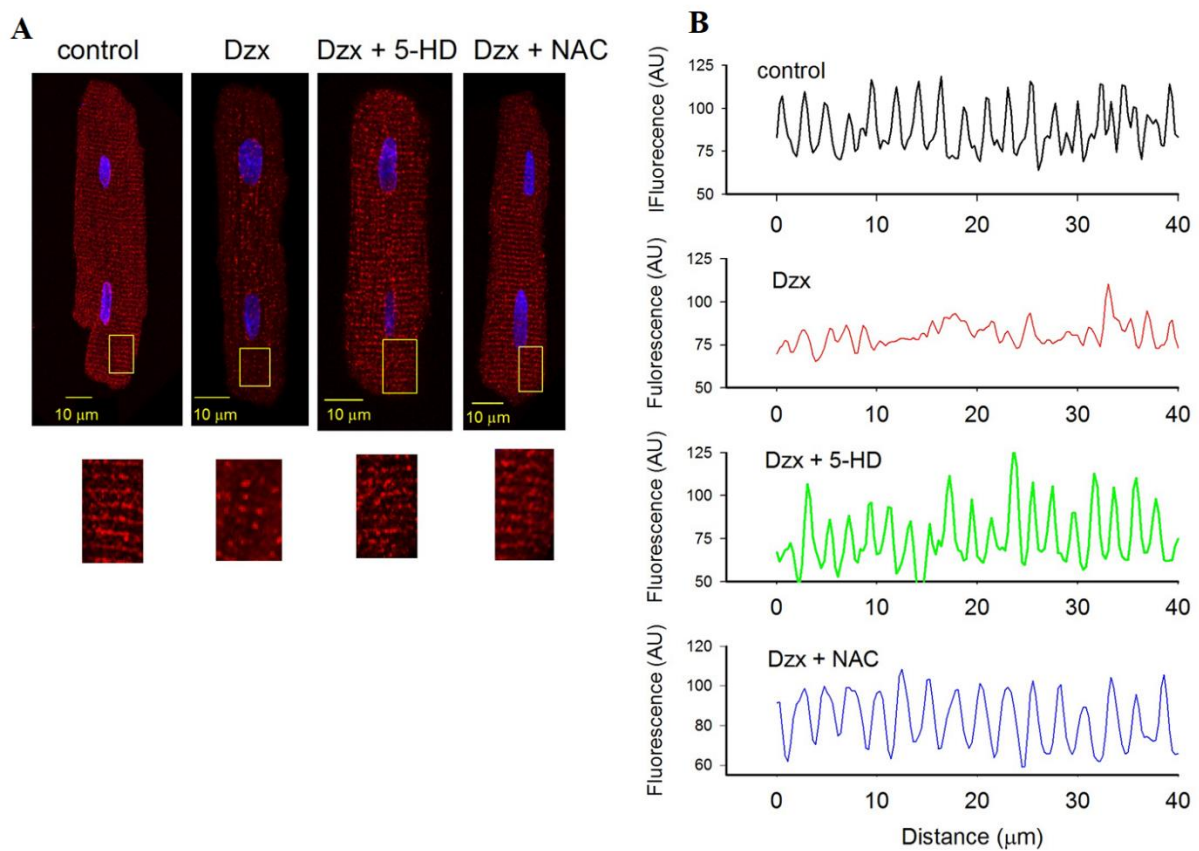 A
control
Dzx
Dzx + 5-HD
Dzx + NAC
10 μm
10 μm
10 μm
10 μm
B
control
lFluorecence (AU)
100
75
50
0
10
20
30
40
Dzx
Fulorescence (AU)
125
100
75
50
0
10
20
30
40
Dzx + 5-HD
Fluorescence (AU)
125
100
75
50
0
10
20
30
40
Dzx + NAC
Fluorescence (AU)
120
100
80
60
0
10
20
30
40
Distance (μm)